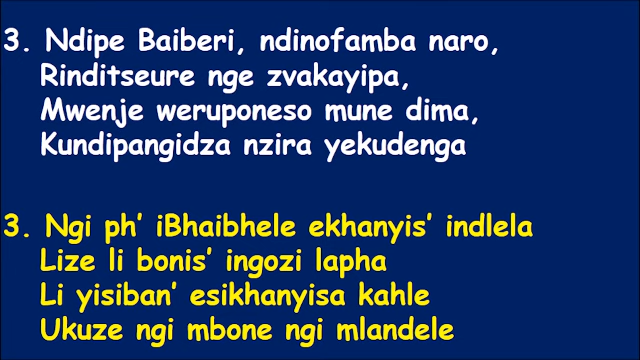 3. Ndipe Baiberi, ndinofamba naro,
Rinditseure nge zvakayipa,
Mwenje weruponeso mune dima,
Kundipangidza nzira yekudenga
3. Ngi ph' iBhaibhele ekhanyis' indlela
Lize li bonis' ingozi lapha
Li yisiban' esikhanyisa kahle
Ukuze ngi mbone ngi mlandele